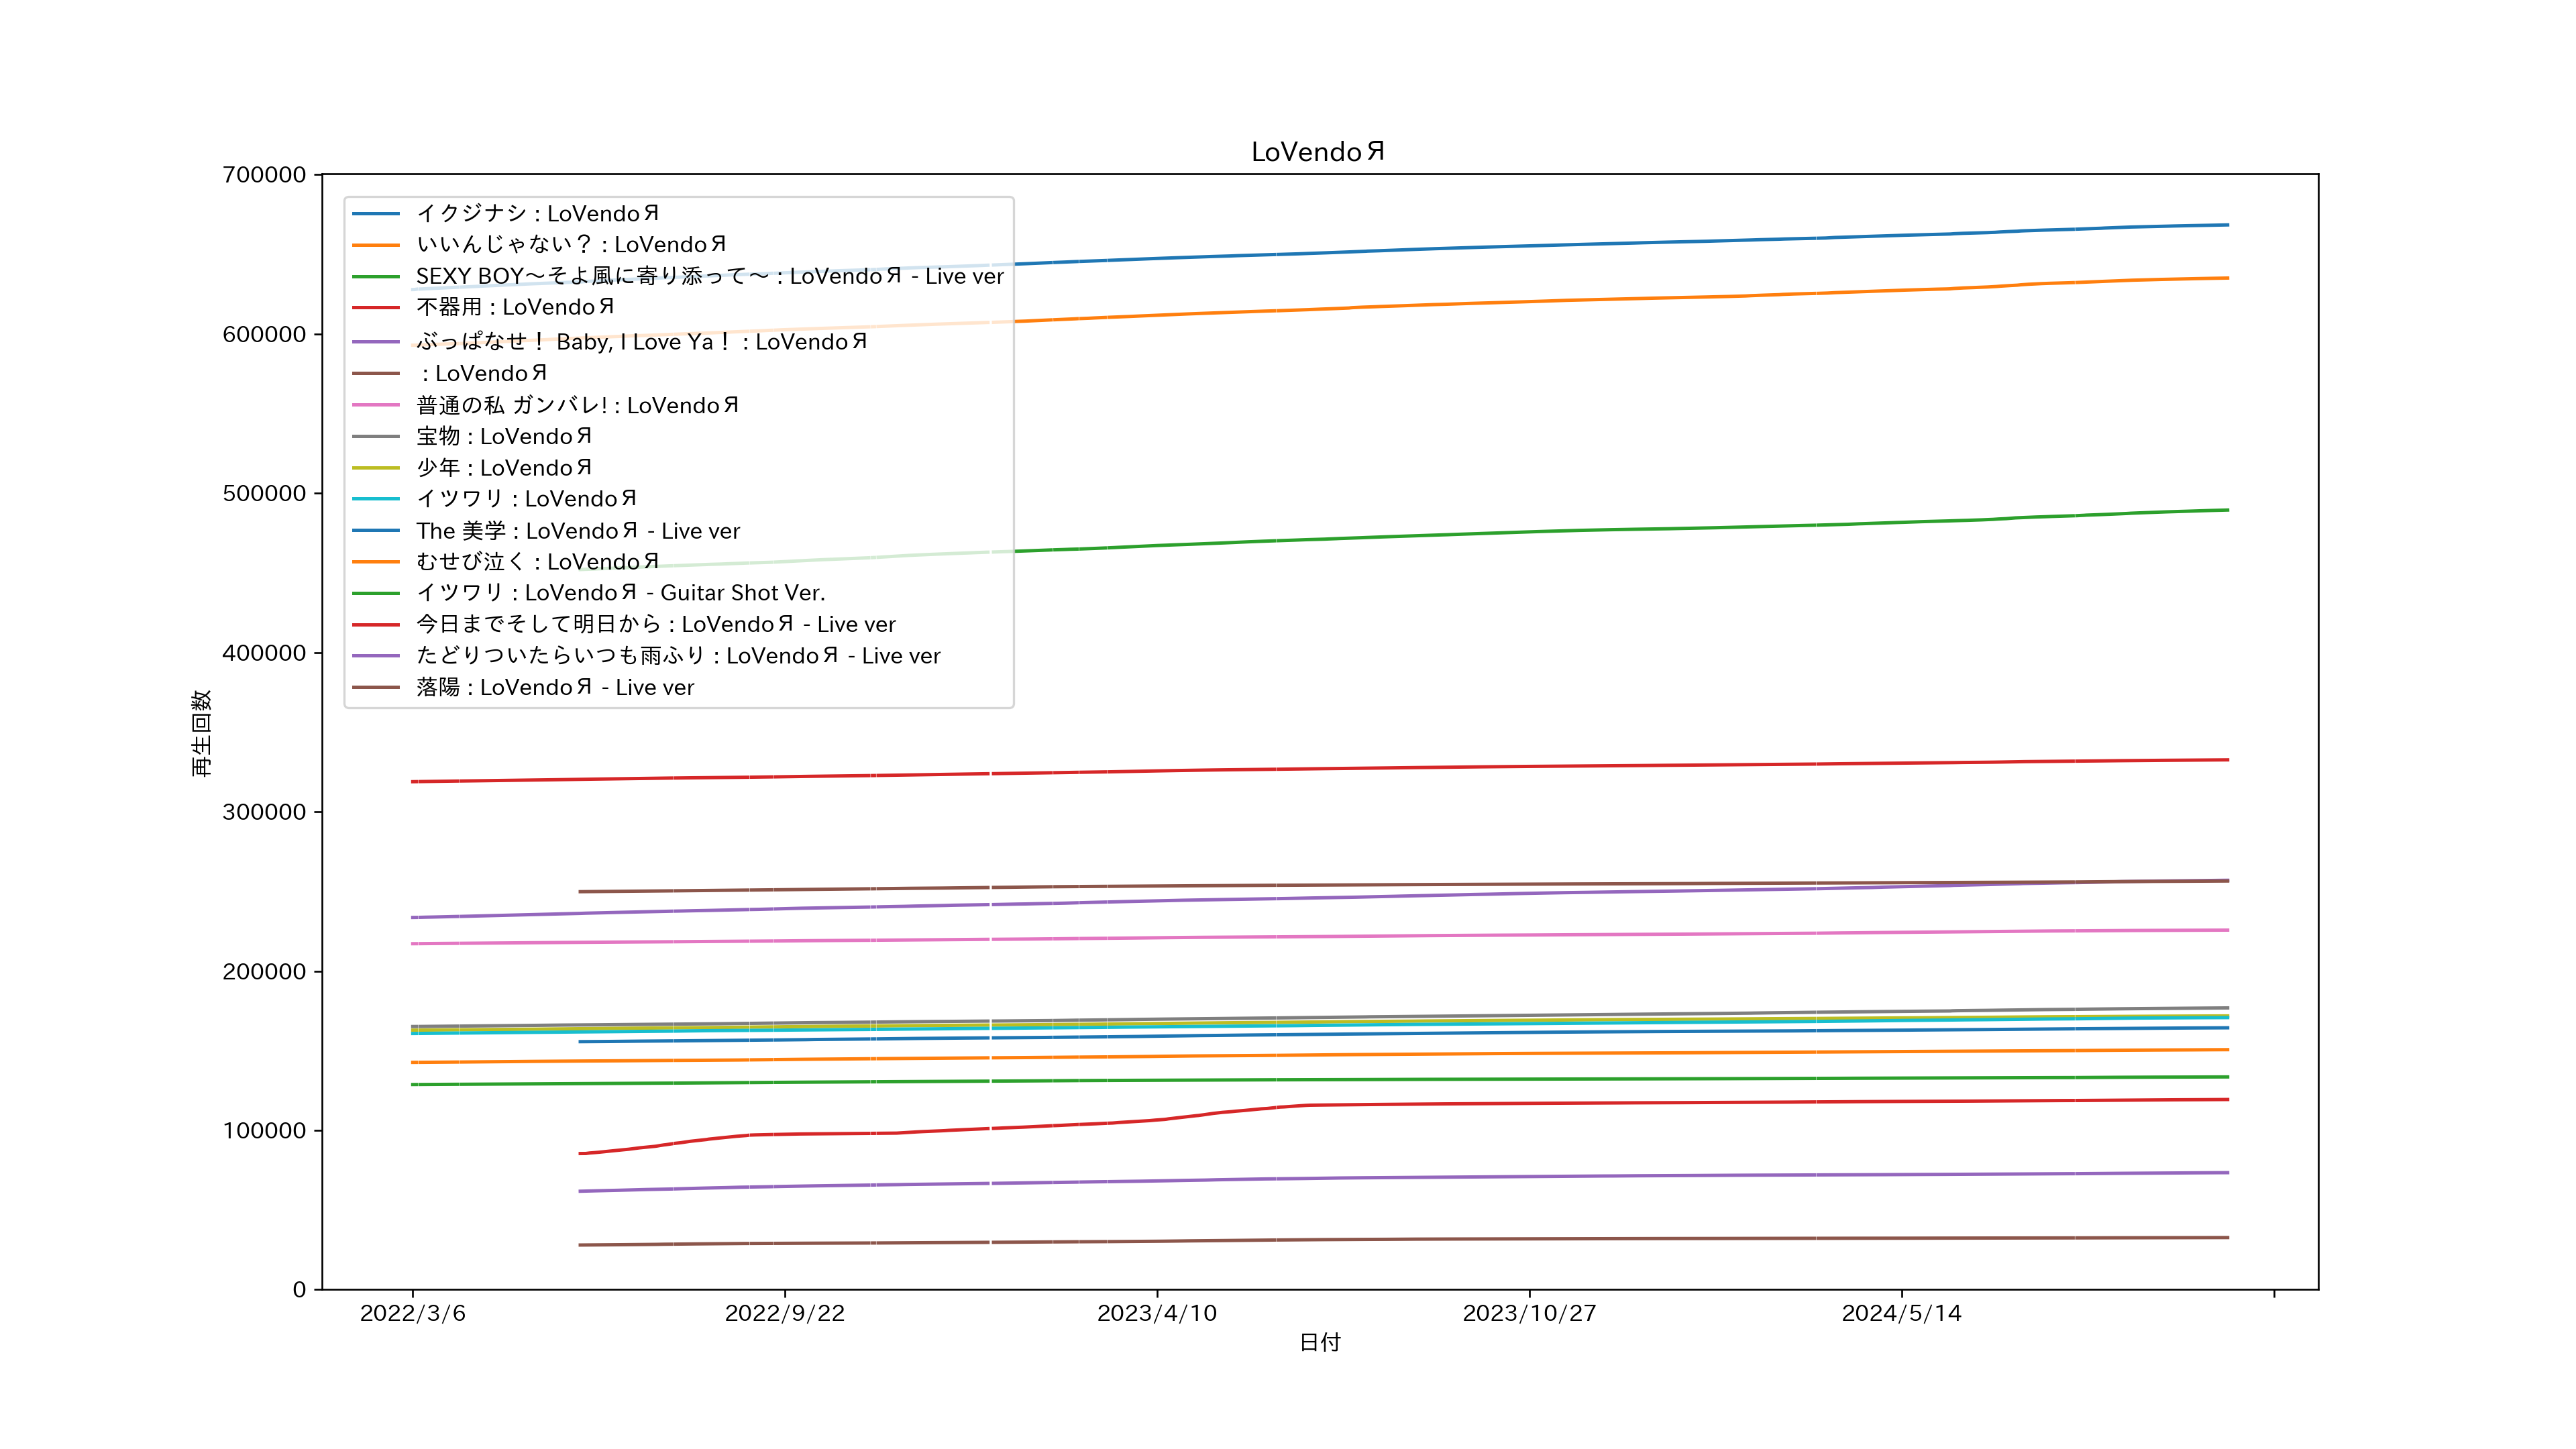 LoVendoЯ
700000
600000
500000
400000
300000
200000
100000
0
再生回数
イクジナシ : LoVendoЯ
いいんじゃない？ : LoVendoЯ
SEXY BOY～そよ風に寄り添って～ : LoVendoЯ - Live ver
不器用 : LoVendoЯ
ぶっぱなせ！ Baby, I Love Ya！ : LoVendoЯ
: LoVendoЯ
普通の私 ガンバレ! : LoVendoЯ
宝物 : LoVendoЯ
少年 : LoVendoЯ
イツワリ : LoVendoЯ
The 美学 : LoVendoЯ - Live ver
むせび泣く : LoVendoЯ
イツワリ : LoVendoЯ - Guitar Shot Ver.
今日までそして明日から : LoVendoЯ - Live ver
たどりついたらいつも雨ふり : LoVendoЯ - Live ver
落陽 : LoVendoЯ - Live ver
2022/3/6 2022/9/22 2023/4/10 2023/10/27 2024/5/14
日付